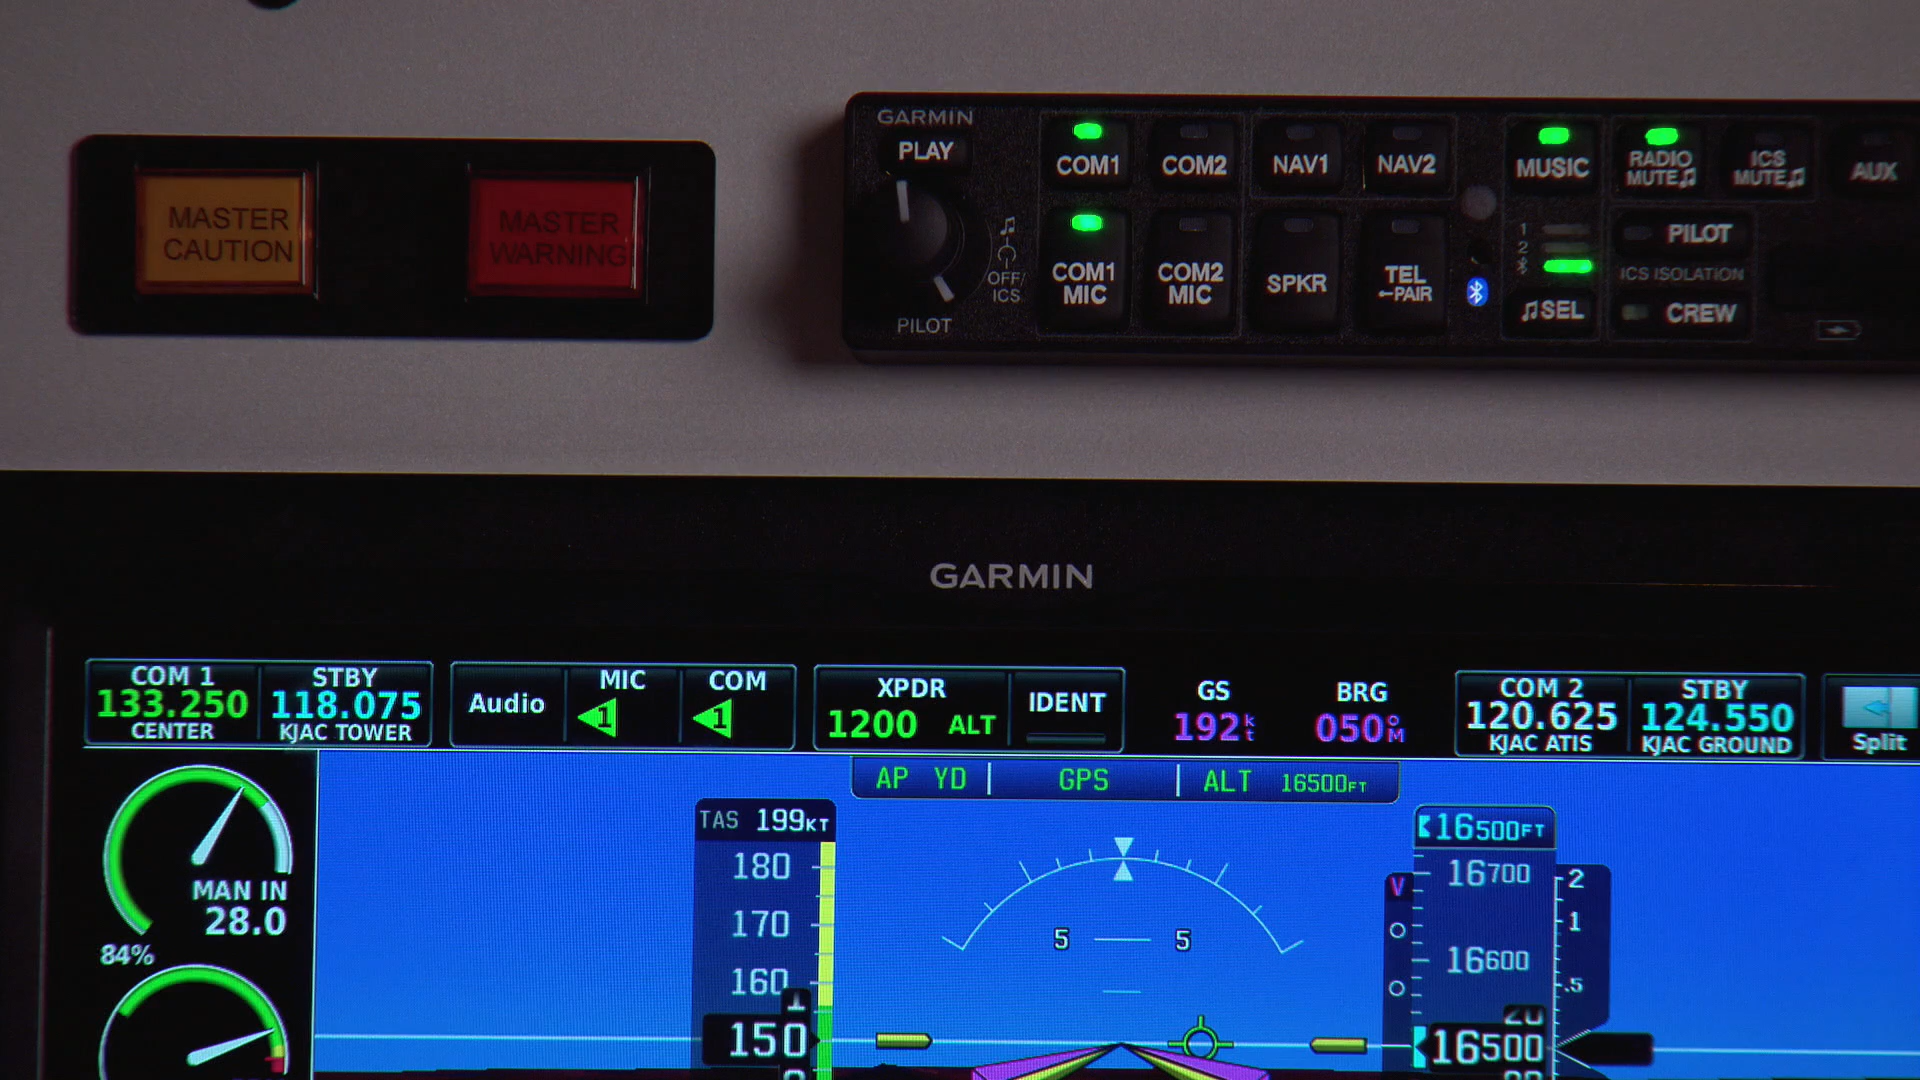 MASTER
CAUTION
MASTER
WARNING
GARMIN
PLAY
OFF/
ICS
PILOT
COM1
COM2
NAV1
NAV2
COM1
MIC
COM2
MIC
SPKR
TEL
←PAIR
MUSIC
RADIO
MUTE♫
ICS
MUTE♫
AUX
1
2
♫SEL
PILOT
ICS ISOLATION
CREW
GARMIN
COM 1
133.250
CENTER
STBY
118.075
KJAC TOWER
Audio
MIC
1
COM
1
XPDR
1200 ALT
IDENT
GS
192kt
BRG
050°M
COM 2
120.625
KJAC ATIS
STBY
124.550
KJAC GROUND
Split
AP YD GPS ALT 16500FT
MAN IN
28.0
84%
TAS 199KT
180
170
160
150
5 5
16500FT
16700
16600
16500
20
V
2
1
.5